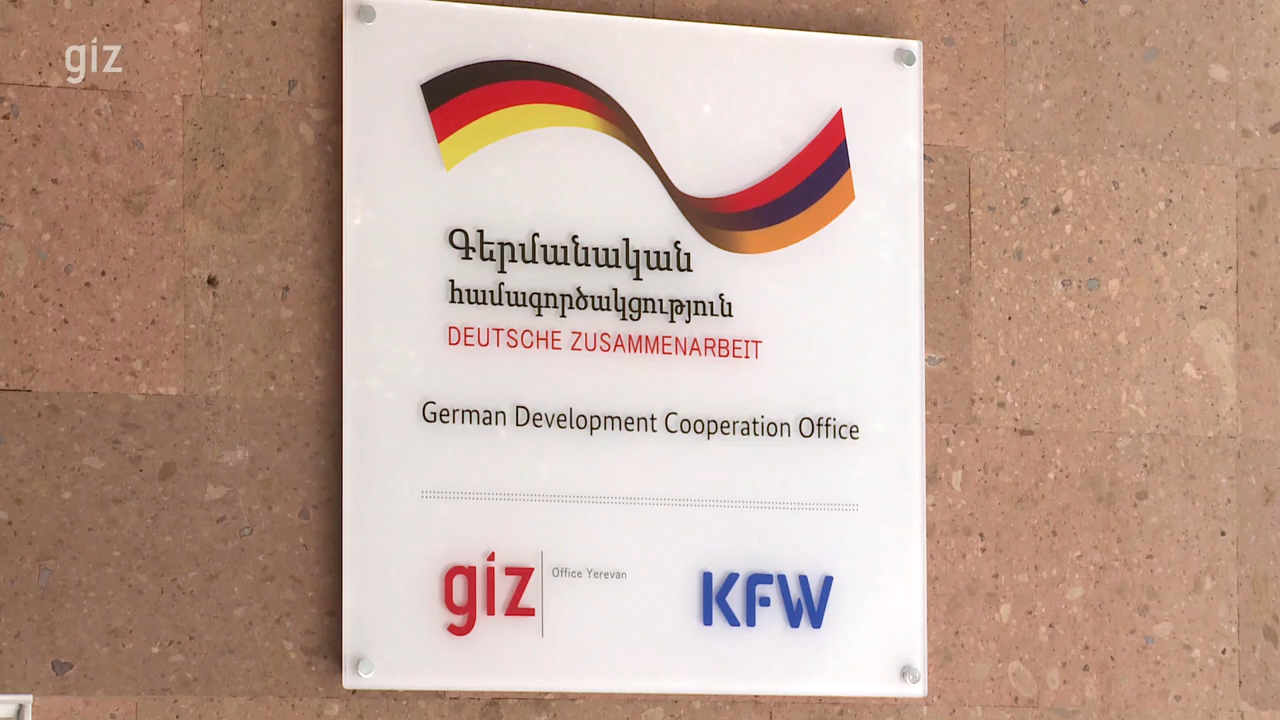 giz
Գերմանական
համագործակցություն
DEUTSCHE ZUSAMMENARBEIT
German Development Cooperation Office
giz Office Yerevan
KFW